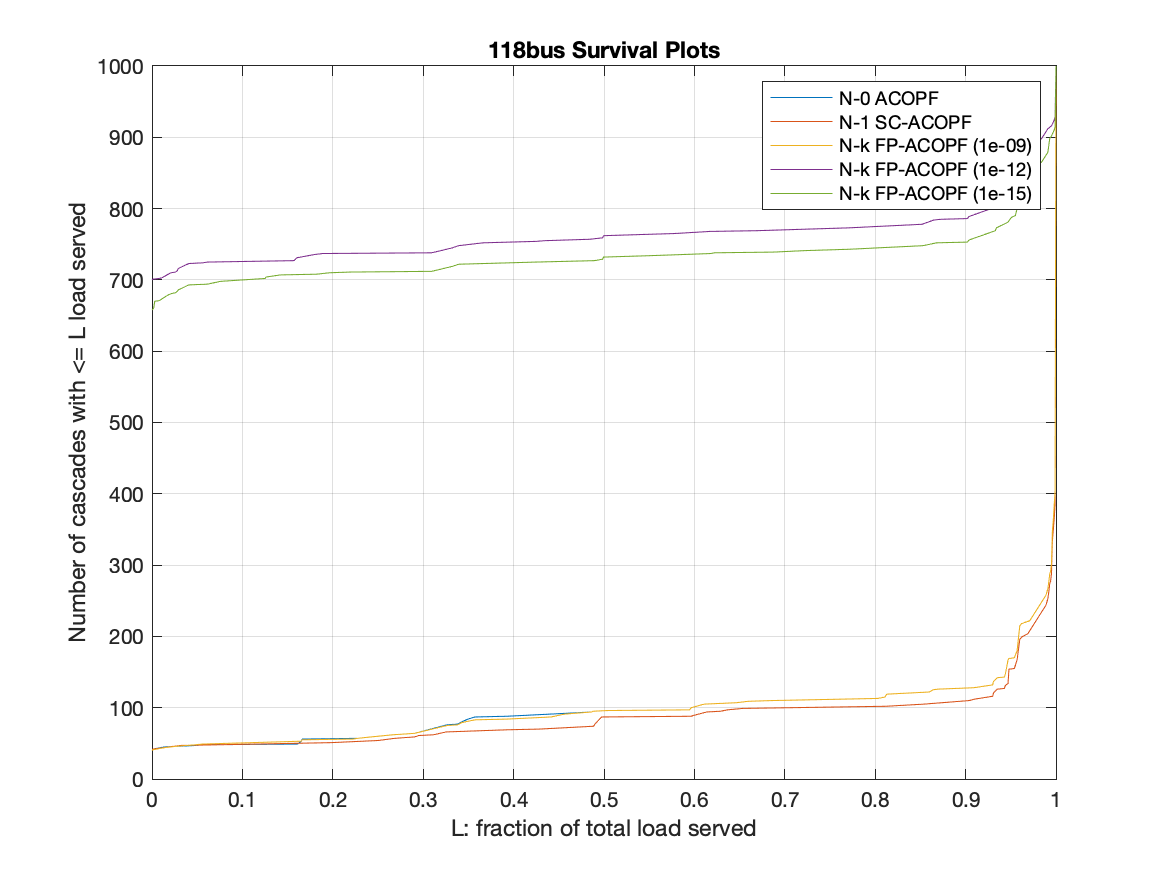 118bus Survival Plots
1000
900
800
700
600
500
400
300
200
100
0
Number of cascades with <= L load served
N-0 ACOPF
N-1 SC-ACOPF
N-k FP-ACOPF (1e-09)
N-k FP-ACOPF (1e-12)
N-k FP-ACOPF (1e-15)
0 0.1 0.2 0.3 0.4 0.5 0.6 0.7 0.8 0.9 1
L: fraction of total load served